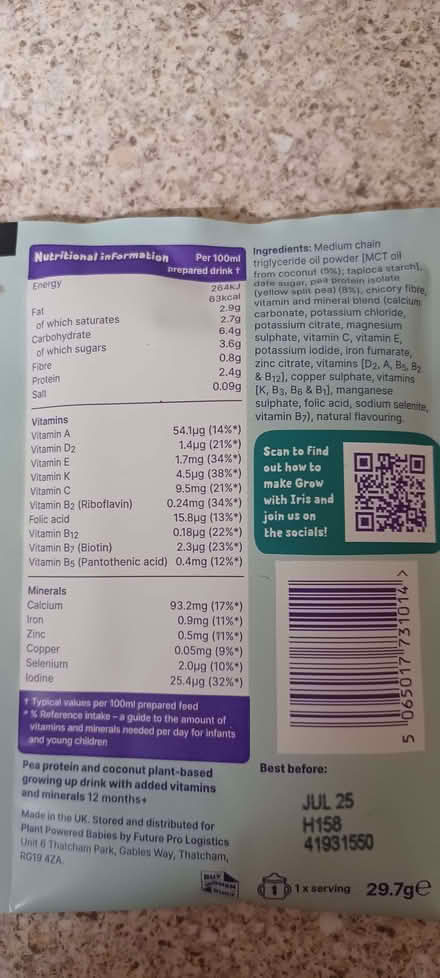 Nutritional information Per 100ml
prepared drink †
Energy 264kJ
63kcal
Fat 2.9g
of which saturates 2.7g
Carbohydrate 6.4g
of which sugars 3.6g
Fibre 0.8g
Protein 2.4g
Salt 0.09g
Vitamins
Vitamin A 54.1µg (14%*)
Vitamin D2 1.4µg (21%*)
Vitamin E 1.7mg (34%*)
Vitamin K 4.5µg (38%*)
Vitamin C 9.5mg (21%*)
Vitamin B2 (Riboflavin) 0.24mg (34%*)
Folic acid 15.8µg (13%*)
Vitamin B12 0.18µg (22%*)
Vitamin B7 (Biotin) 2.3µg (23%*)
Vitamin B5 (Pantothenic acid) 0.4mg (12%*)
Minerals
Calcium 93.2mg (17%*)
Iron 0.9mg (11%*)
Zinc 0.5mg (11%*)
Copper 0.05mg (9%*)
Selenium 2.0µg (10%*)
Iodine 25.4µg (32%*)
† Typical values per 100ml prepared feed
* % Reference intake – a guide to the amount of
vitamins and minerals needed per day for infants
and young children
Pea protein and coconut plant-based
growing up drink with added vitamins
and minerals 12 months+
Made in the UK. Stored and distributed for
Plant Powered Babies by Future Pro Logistics
Unit 6 Thatcham Park, Gables Way, Thatcham,
RG19 4ZA.
BUY
WOMEN
BUILT
Ingredients: Medium chain
triglyceride oil powder [MCT oil
from coconut (5%); tapioca starch],
date sugar, pea protein isolate
(yellow split pea) (8%), chicory fibre,
vitamin and mineral blend (calcium
carbonate, potassium chloride,
potassium citrate, magnesium
sulphate, vitamin C, vitamin E,
potassium iodide, iron fumarate,
zinc citrate, vitamins [D2, A, B5, B2
& B12], copper sulphate, vitamins
[K, B3, B6 & B1], manganese
sulphate, folic acid, sodium selenite,
vitamin B7), natural flavouring.
Scan to find
out how to
make Grow
with Iris and
join us on
the socials!
5 065017 731014 >
Best before:
JUL 25
H158
41931550
1 1 x serving 29.7g e